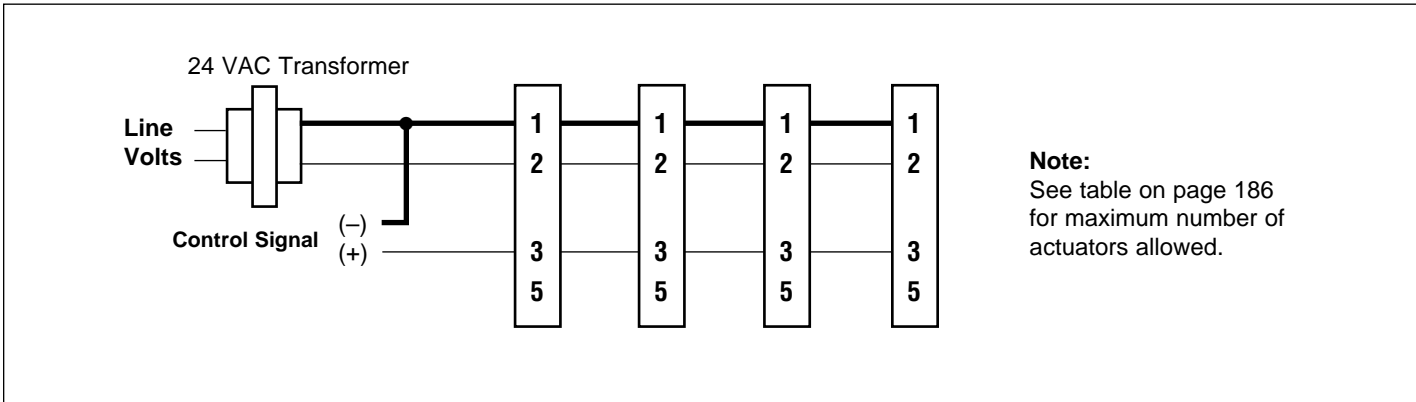 24 VAC Transformer
Line
Volts
1 1 1 1
2 2 2 2
Control Signal
(–)
(+)
3 3 3 3
5 5 5 5
Note:
See table on page 186
for maximum number of
actuators allowed.